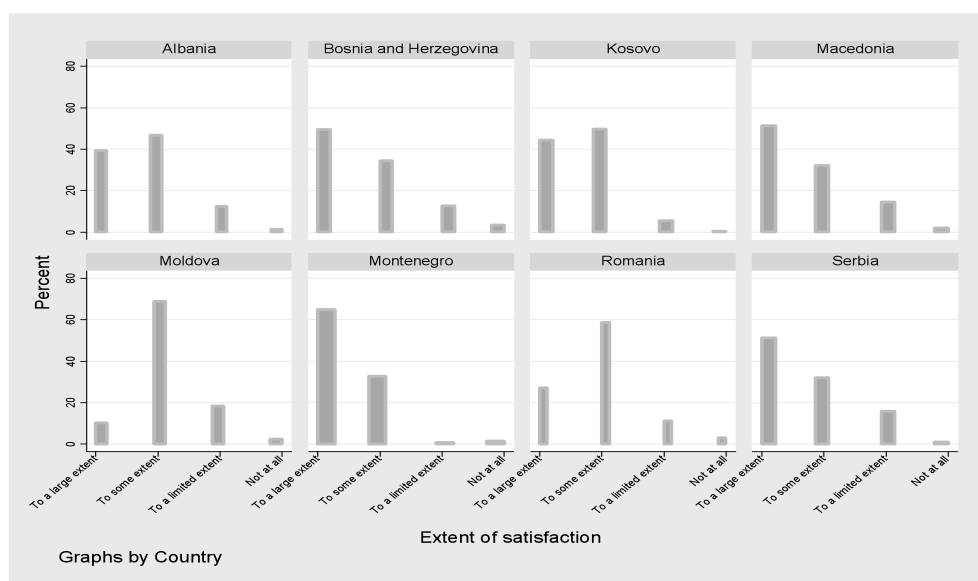 Albania
Bosnia and Herzegovina
Kosovo
Macedonia
80
60
40
20
0
Moldova
Montenegro
Romania
Serbia
80
60
40
20
0
Percent
To a large extent
To some extent
To a limited extent
Not at all
To a large extent
To some extent
To a limited extent
Not at all
To a large extent
To some extent
To a limited extent
Not at all
To a large extent
To some extent
To a limited extent
Not at all
Extent of satisfaction
Graphs by Country